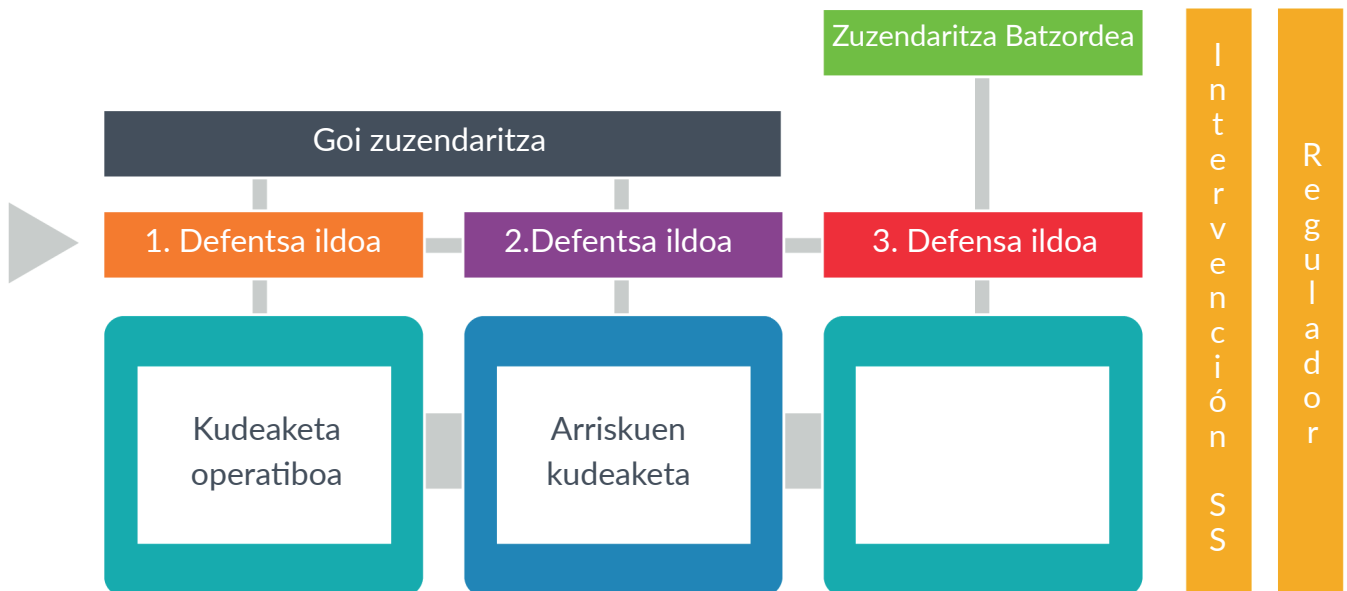 Zuzendaritza Batzordea
Goi zuzendaritza
1. Defentsa ildoa
2.Defentsa ildoa
3. Defensa ildoa
Kudeaketa
operatiboa
Arriskuen
kudeaketa
Intervención SS
Regulador